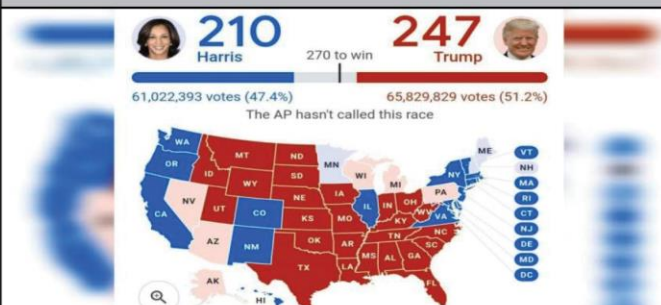 210 247
Harris 270 to win Trump
61,022,393 votes (47.4%) 65,829,829 votes (51.2%)
The AP hasn't called this race
WA
OR
CA
NV
ID
MT
WY
UT
AZ
CO
NM
ND
SD
NE
KS
OK
TX
MN
IA
MO
AR
LA
WI
IL
MI
IN
OH
KY
TN
MS
AL
GA
FL
SC
NC
VA
WV
PA
NY
ME
AK
HI
VT
NH
MA
RI
CT
NJ
DE
MD
DC